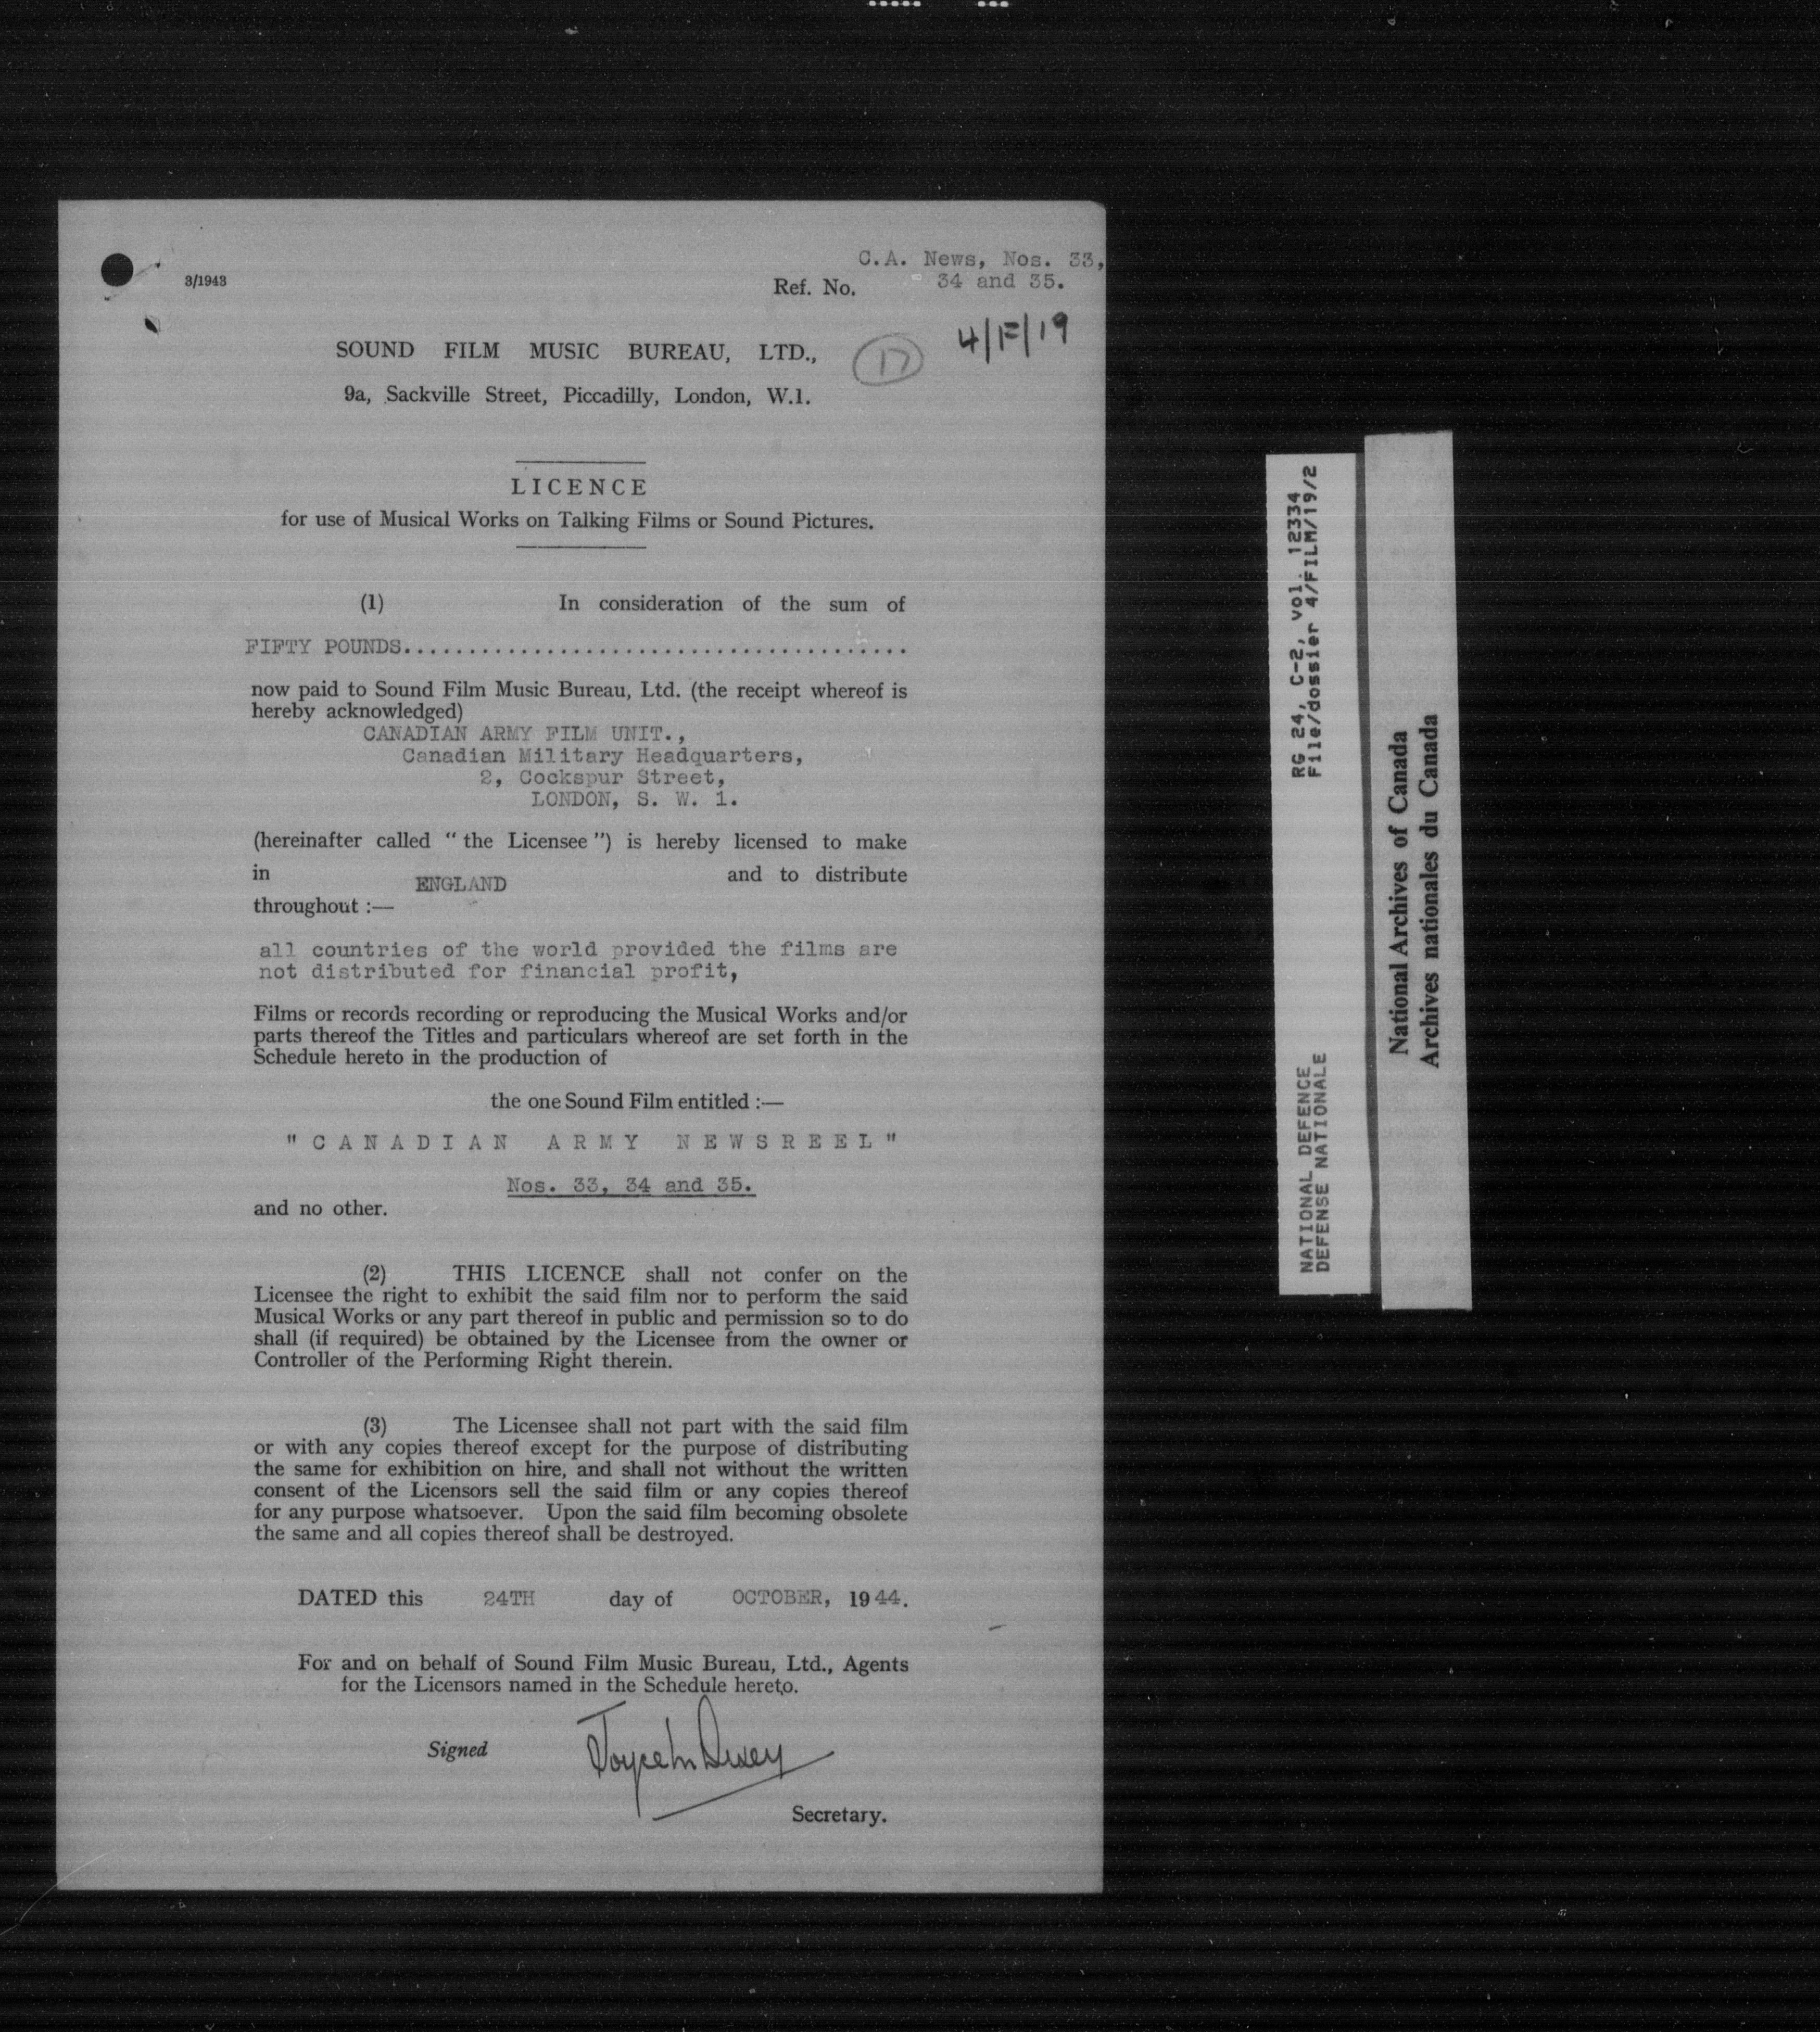 C.A. News, Nos. 33,
3/1943
Ref. No. 34 and 35.
4/F/19
SOUND FILM MUSIC BUREAU, LTD.,
17
9a, Sackville Street, Piccadilly, London, W.1.
LICENCE
for use of Musical Works on Talking Films or Sound Pictures.
(1) In consideration of the sum of
FIFTY POUNDS.......................................
now paid to Sound Film Music Bureau, Ltd. (the receipt whereof is
hereby acknowledged)
CANADIAN ARMY FILM UNIT.,
Canadian Military Headquarters,
2, Cockspur Street,
LONDON, S. W. 1.
(hereinafter called " the Licensee ") is hereby licensed to make
in ENGLAND and to distribute
throughout :—
all countries of the world provided the films are
not distributed for financial profit,
Films or records recording or reproducing the Musical Works and/or
parts thereof the Titles and particulars whereof are set forth in the
Schedule hereto in the production of
the one Sound Film entitled :—
" C A N A D I A N   A R M Y   N E W S R E E L "
Nos. 33, 34 and 35.
and no other.
(2) THIS LICENCE shall not confer on the
Licensee the right to exhibit the said film nor to perform the said
Musical Works or any part thereof in public and permission so to do
shall (if required) be obtained by the Licensee from the owner or
Controller of the Performing Right therein.
(3) The Licensee shall not part with the said film
or with any copies thereof except for the purpose of distributing
the same for exhibition on hire, and shall not without the written
consent of the Licensors sell the said film or any copies thereof
for any purpose whatsoever. Upon the said film becoming obsolete
the same and all copies thereof shall be destroyed.
DATED this 24TH day of OCTOBER, 1944.
For and on behalf of Sound Film Music Bureau, Ltd., Agents
for the Licensors named in the Schedule hereto.
Signed Joyce
Secretary.
NATIONAL DEFENCE RG 24, C-2, vol. 12334
DEFENSE NATIONALE File/dossier 4/FILM/19/2
National Archives of Canada
Archives nationales du Canada